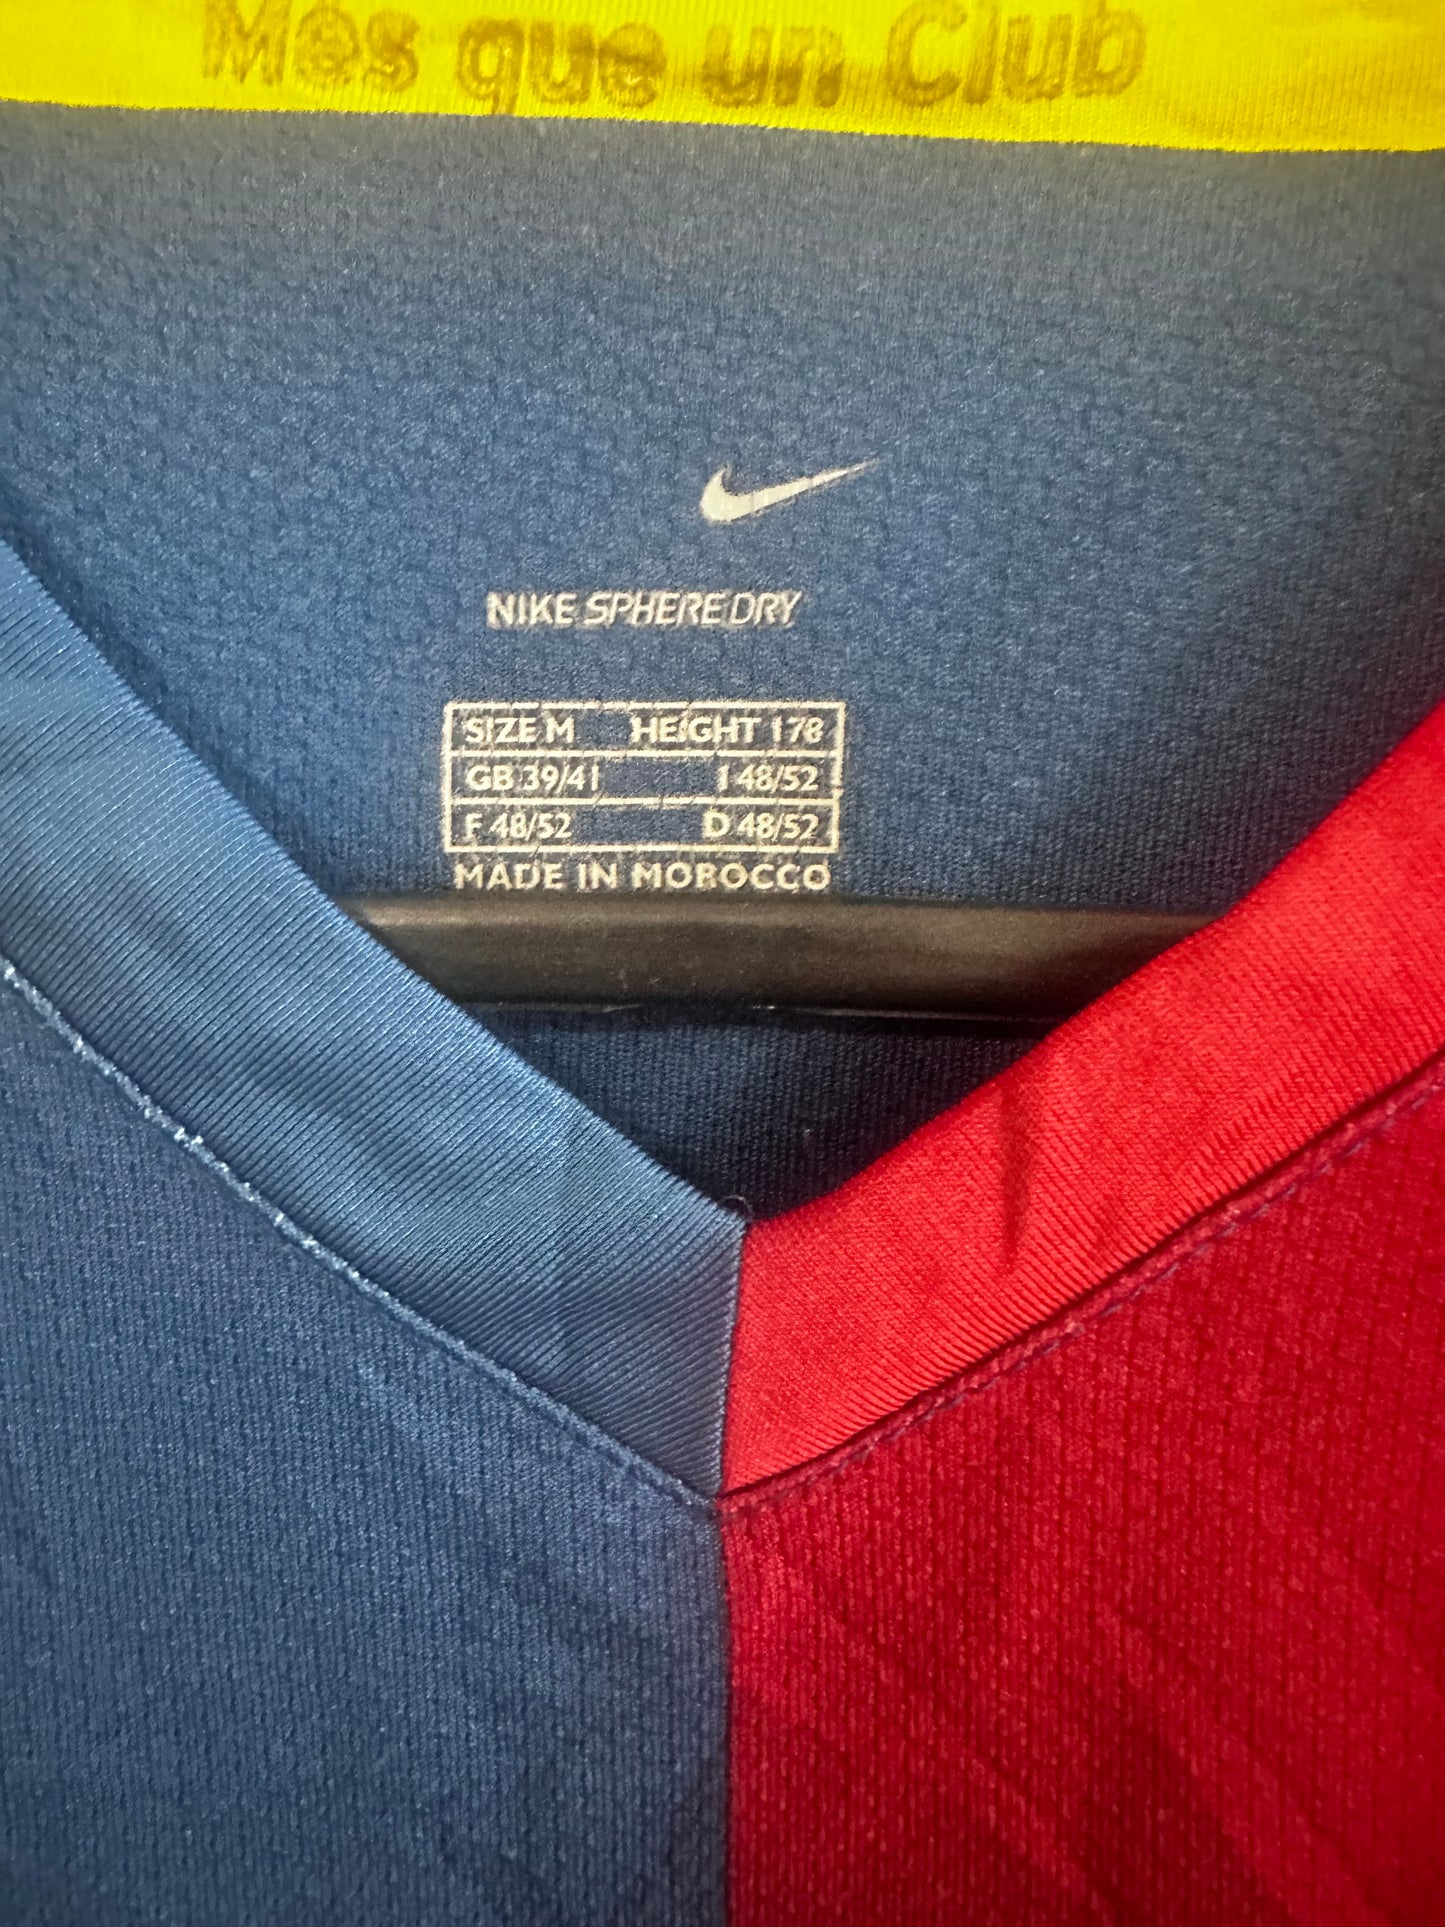 Més que un Club
NIKE SPHERE DRY
SIZE M HEIGHT 178
GB 39/41 I 48/52
F 48/52 D 48/52
MADE IN MOROCCO